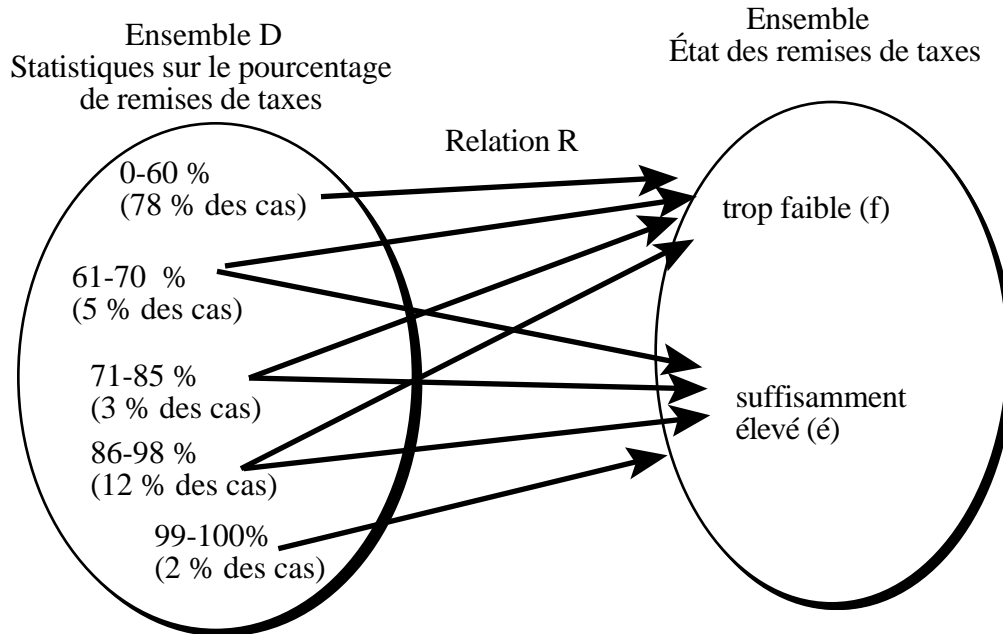 Ensemble D
Statistiques sur le pourcentage
de remises de taxes
Ensemble
État des remises de taxes
Relation R
0-60 %
(78 % des cas)
61-70 %
(5 % des cas)
71-85 %
(3 % des cas)
86-98 %
(12 % des cas)
99-100%
(2 % des cas)
trop faible (f)
suffisamment
élevé (é)